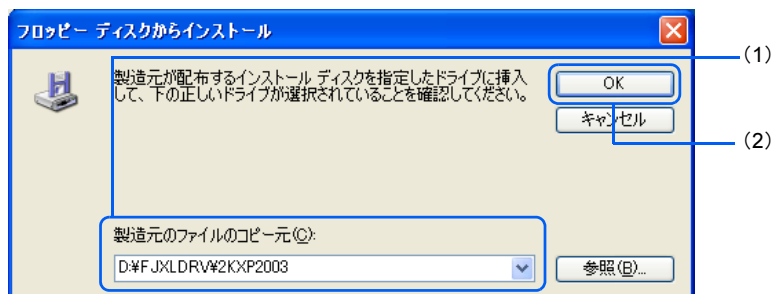 フロッピー ディスクからインストール
製造元が配布するインストール ディスクを指定したドライブに挿入
して、下の正しいドライブが選択されていることを確認してください。
OK
キャンセル
(1)
(2)
製造元のファイルのコピー元(C):
D:¥FJXLDRV¥2KXP2003
参照(B)...